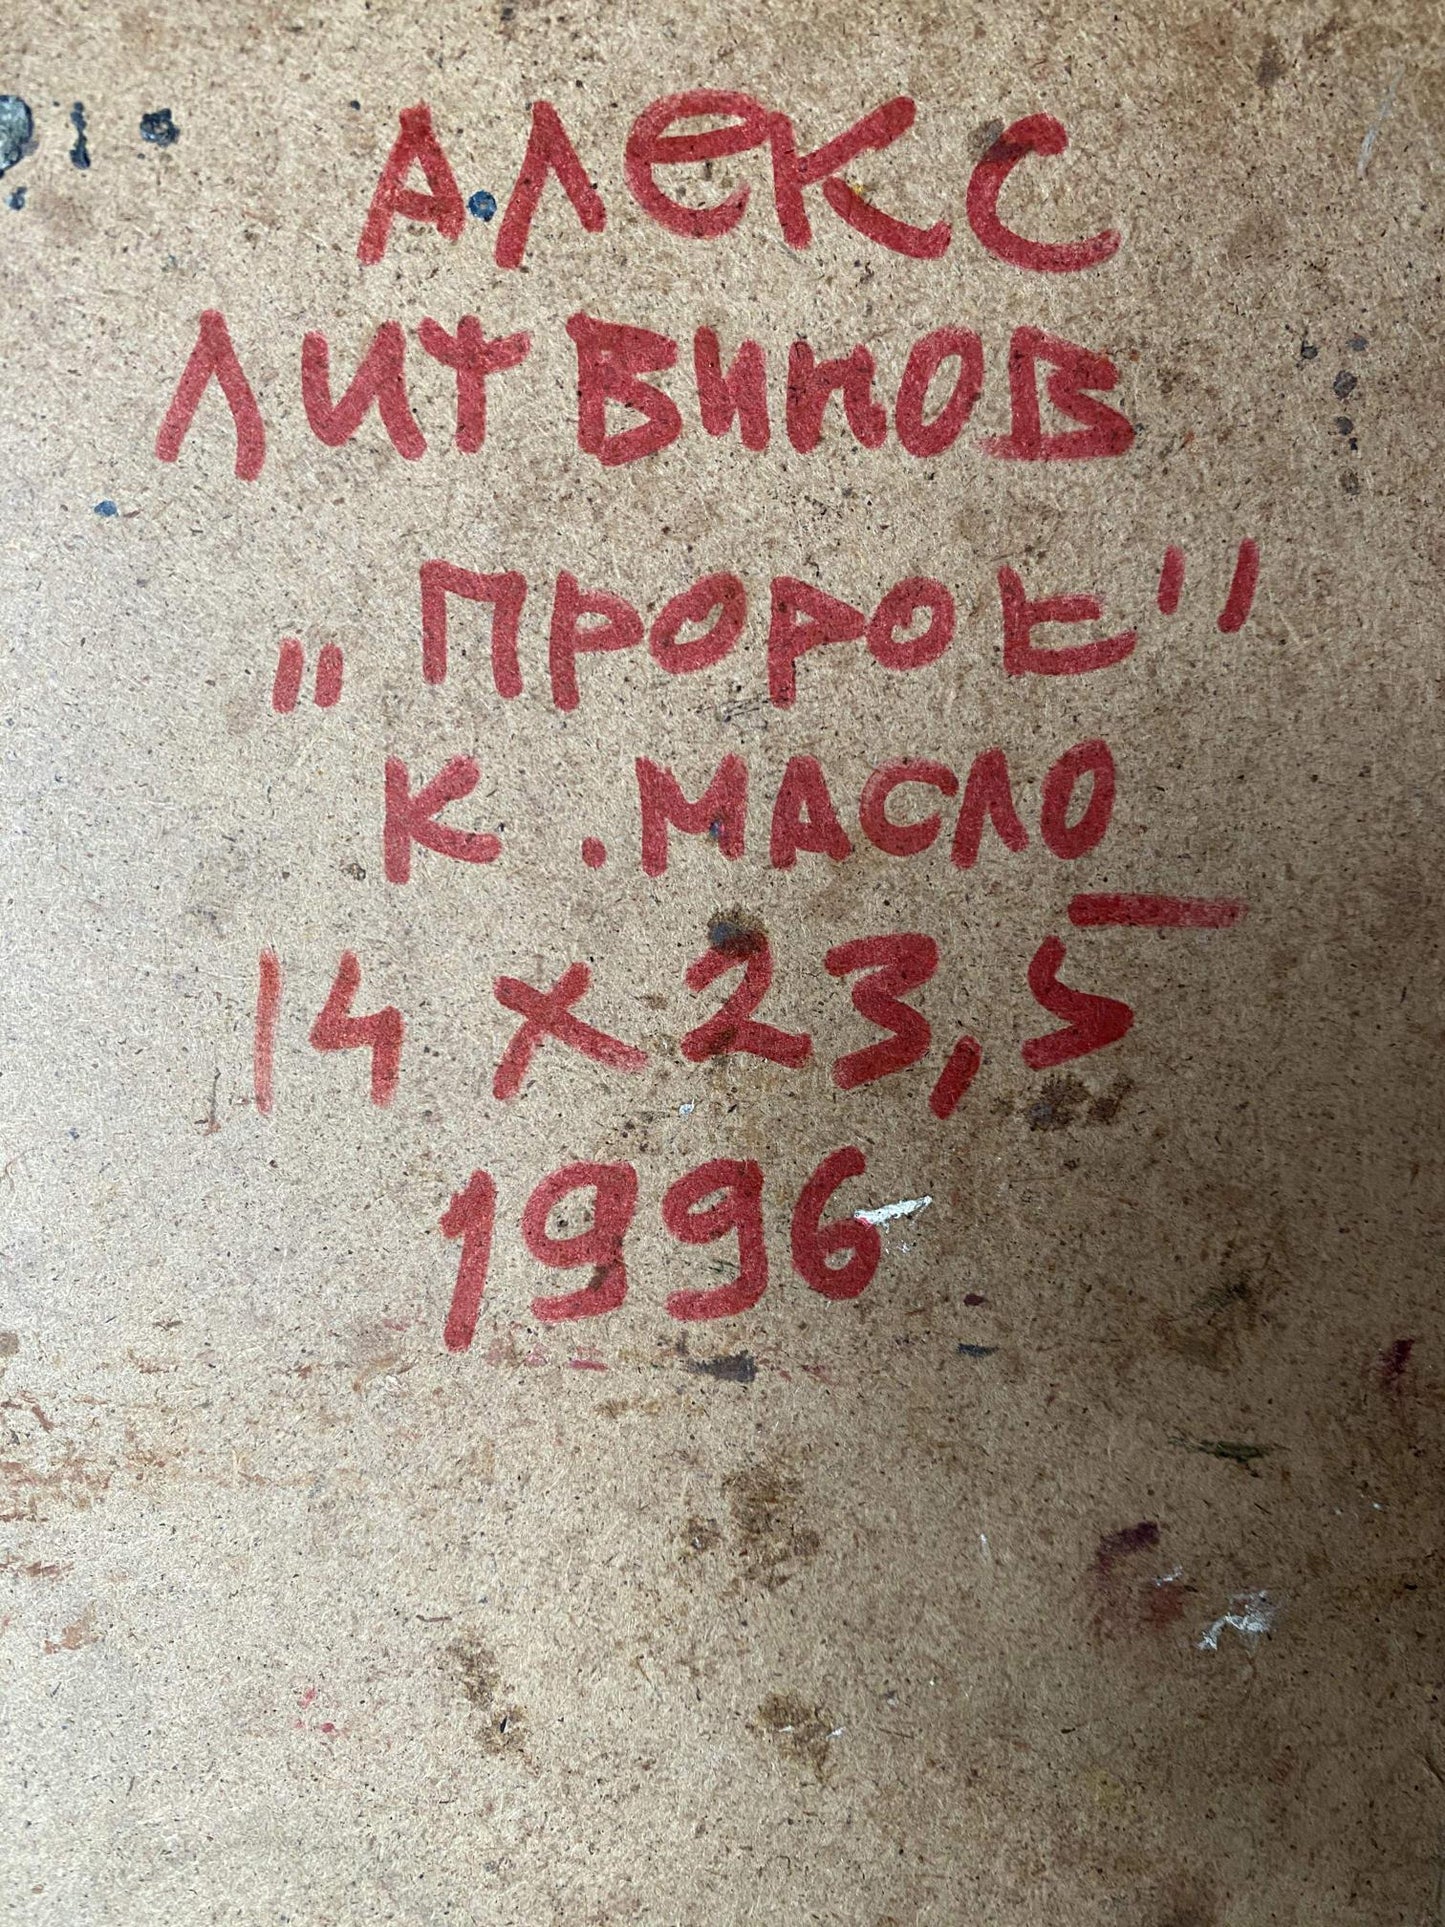 АЛЕКС
ЛИТВИНОВ
„ПРОРОК"
К. МАСЛО
14 х 23,5
1996